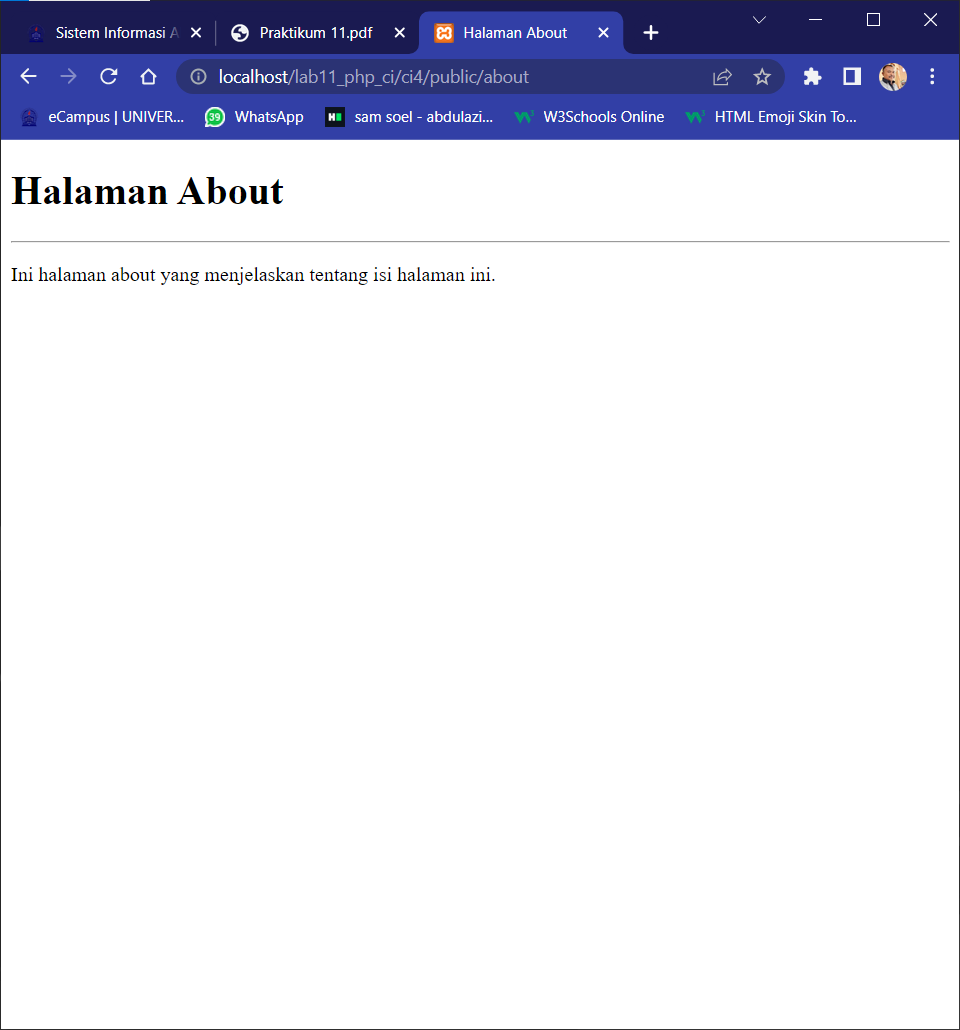 Sistem Informasi A
Praktikum 11.pdf
Halaman About
localhost/lab11_php_ci/ci4/public/about
eCampus | UNIVER...
39
WhatsApp
sam soel - abdulazi...
W3Schools Online
HTML Emoji Skin To...
Halaman About
Ini halaman about yang menjelaskan tentang isi halaman ini.